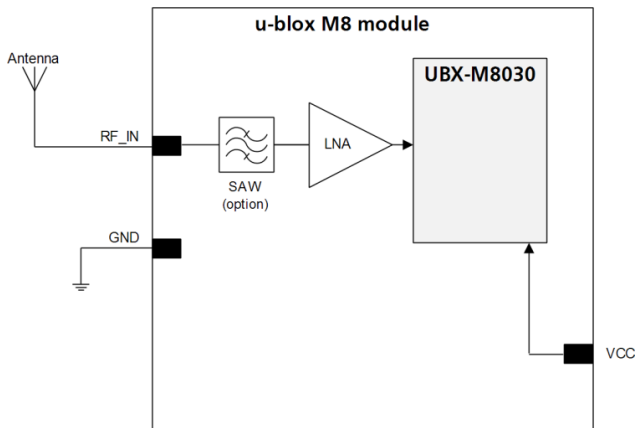 u-blox M8 module
Antenna
UBX-M8030
RF_IN
LNA
SAW
(option)
GND
VCC